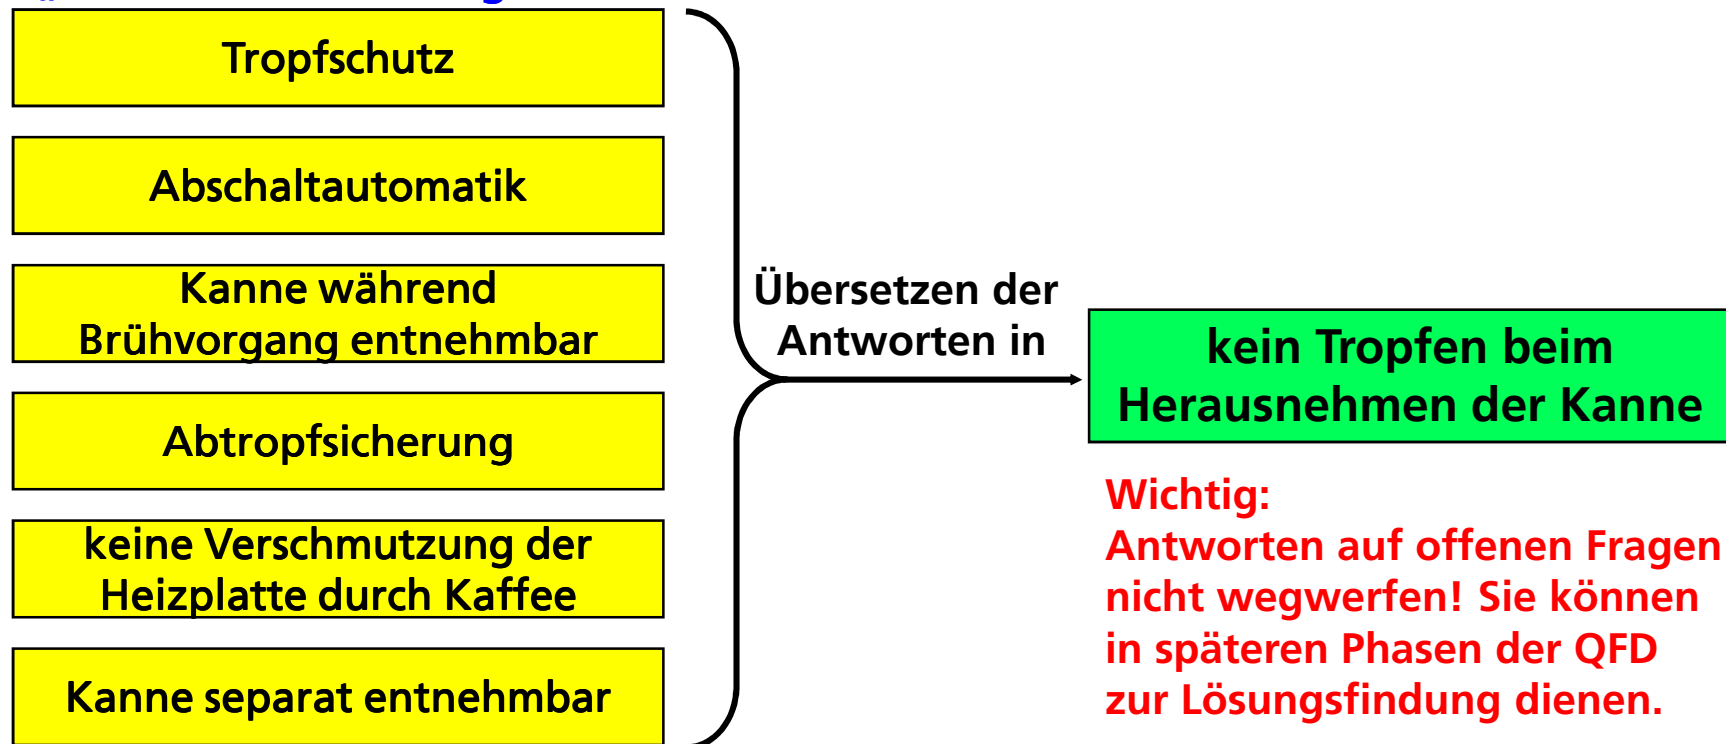 Tropfschutz
Abschaltautomatik
Kanne während
Brühvorgang entnehmbar
Abtropfsicherung
keine Verschmutzung der
Heizplatte durch Kaffee
Kanne separat entnehmbar
Übersetzen der
Antworten in
kein Tropfen beim
Herausnehmen der Kanne
Wichtig:
Antworten auf offenen Fragen
nicht wegwerfen! Sie können
in späteren Phasen der QFD
zur Lösungsfindung dienen.